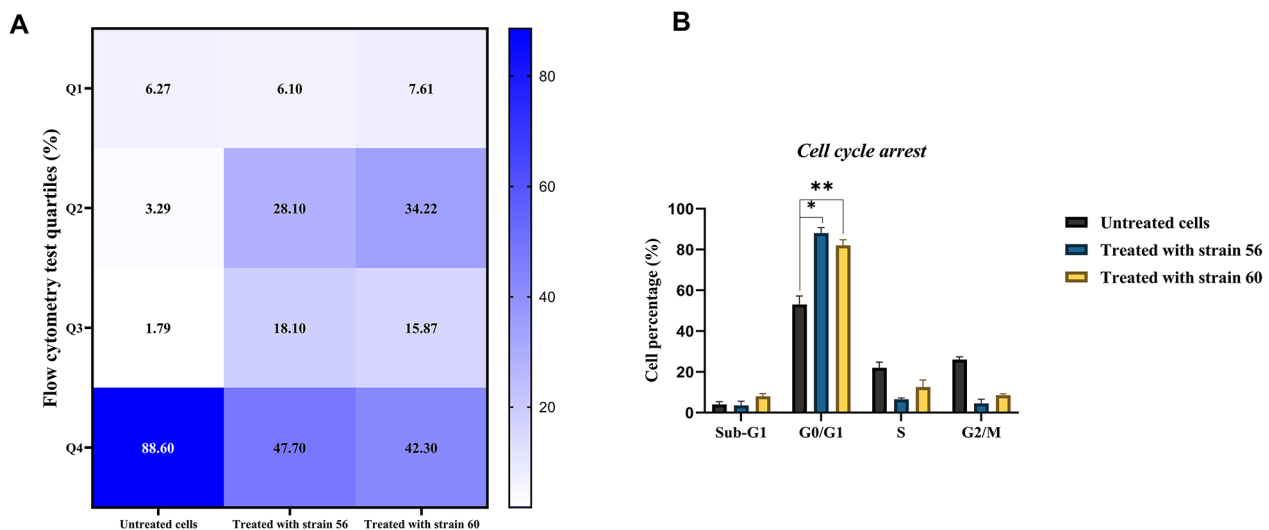 A
Flow cytometry test quartiles (%)
Q1
6.27 6.10 7.61
Q2
3.29 28.10 34.22
Q3
1.79 18.10 15.87
Q4
88.60 47.70 42.30
Untreated cells Treated with strain 56 Treated with strain 60
80
60
40
20
B
Cell cycle arrest
**
*
Cell percentage (%)
100
80
60
40
20
0
Sub-G1 G0/G1 S G2/M
Untreated cells
Treated with strain 56
Treated with strain 60